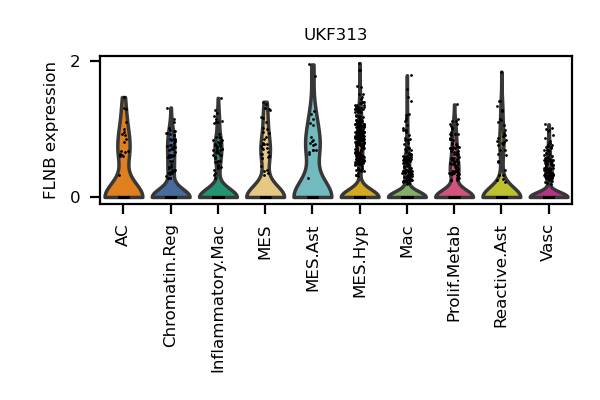 UKF313
FLNB expression
2
0
AC
Chromatin.Reg
Inflammatory.Mac
MES
MES.Ast
MES.Hyp
Mac
Prolif.Metab
Reactive.Ast
Vasc